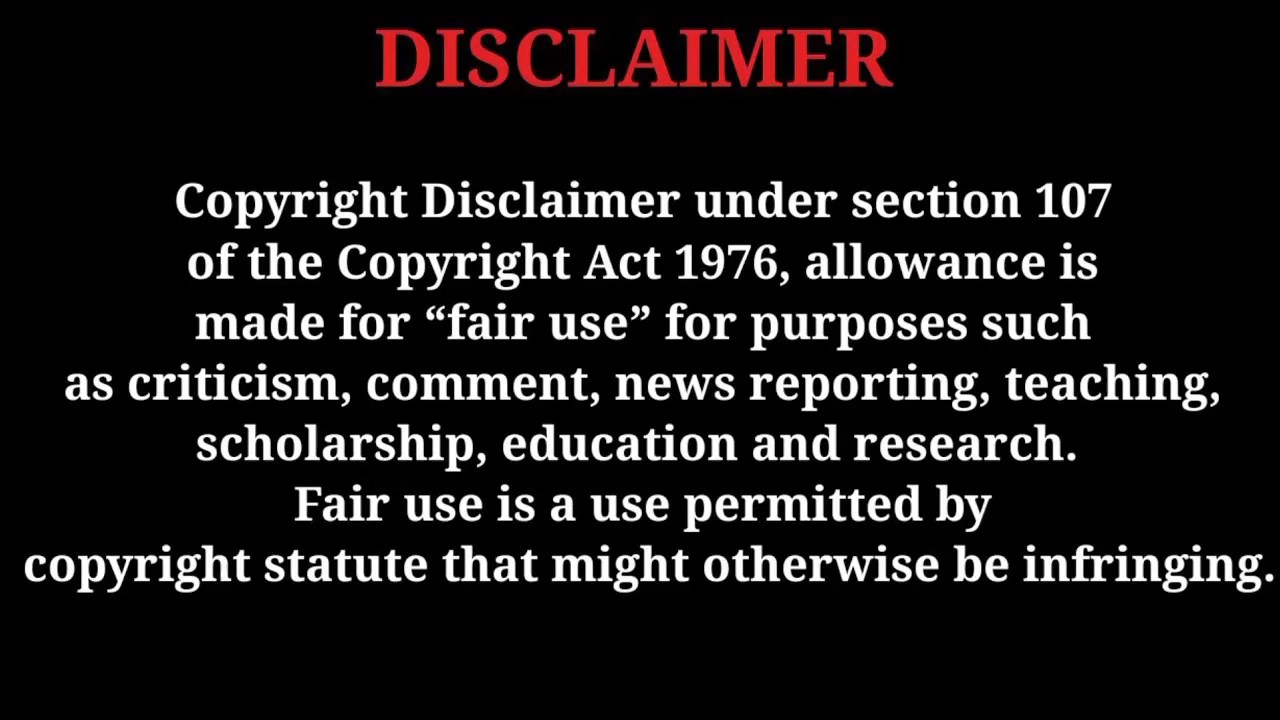 DISCLAIMER
Copyright Disclaimer under section 107
of the Copyright Act 1976, allowance is
made for “fair use” for purposes such
as criticism, comment, news reporting, teaching,
scholarship, education and research.
Fair use is a use permitted by
copyright statute that might otherwise be infringing.